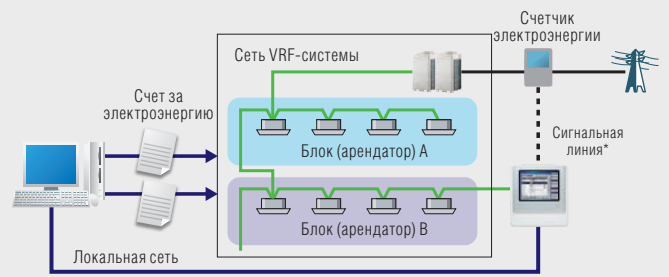 Счетчик
электроэнергии
Сеть VRF-системы
Счет за
электроэнергию
Блок (арендатор) A
Сигнальная
линия*
Блок (арендатор) B
Локальная сеть